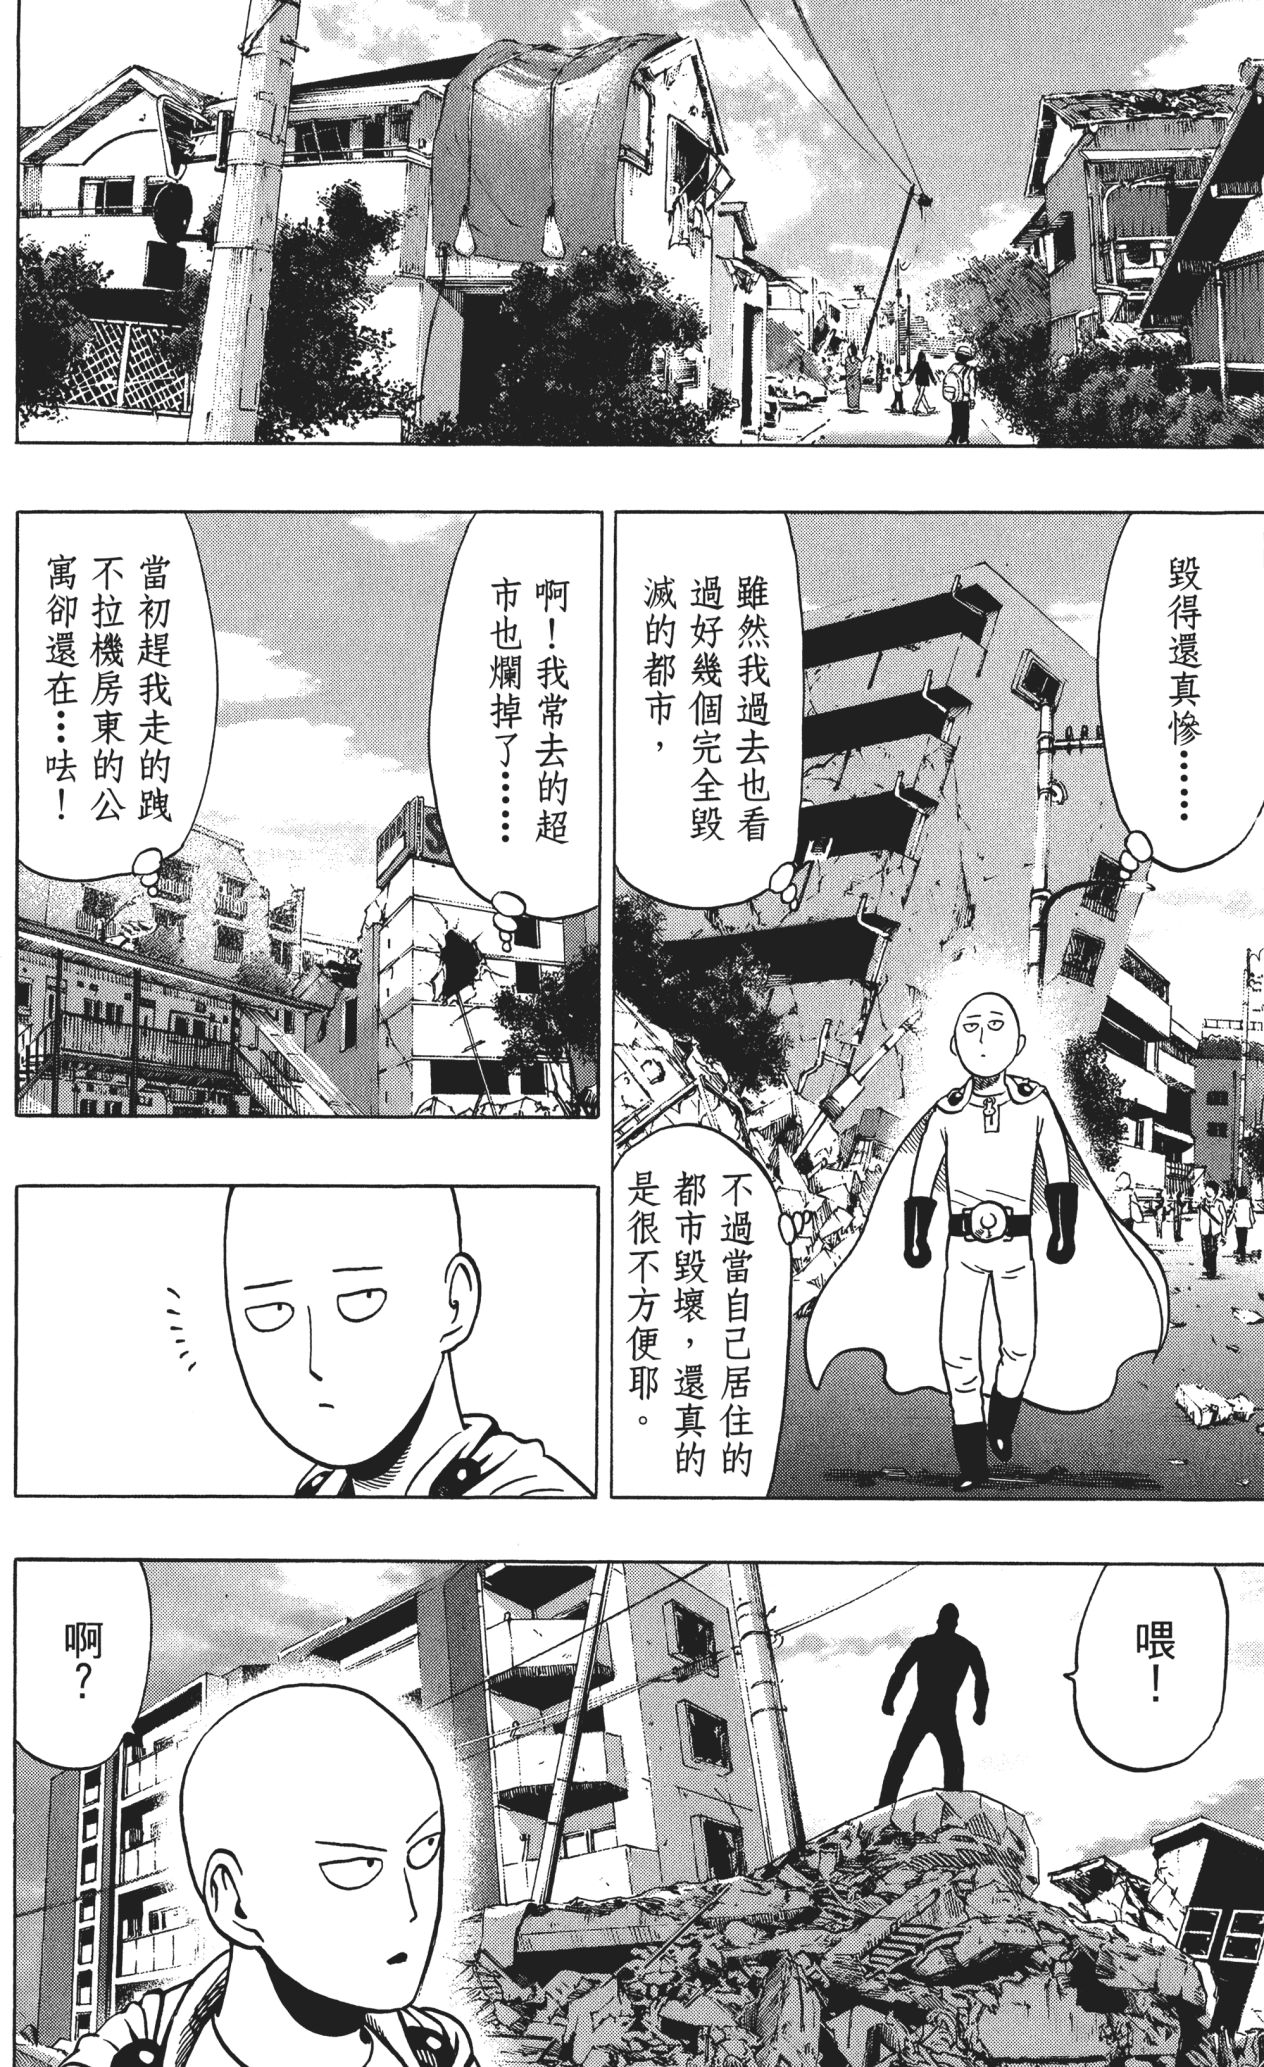 毀得還真慘⋯⋯
雖然我過去也看
過好幾個完全毀
滅的都市，
不過當自己居住的
都市毀壞，還真的
是很不方便耶。
啊！我常去的超
市也爛掉了⋯⋯
當初趕我走的跩
不拉機房東的公
寓卻還在⋯呿！
喂！
啊？